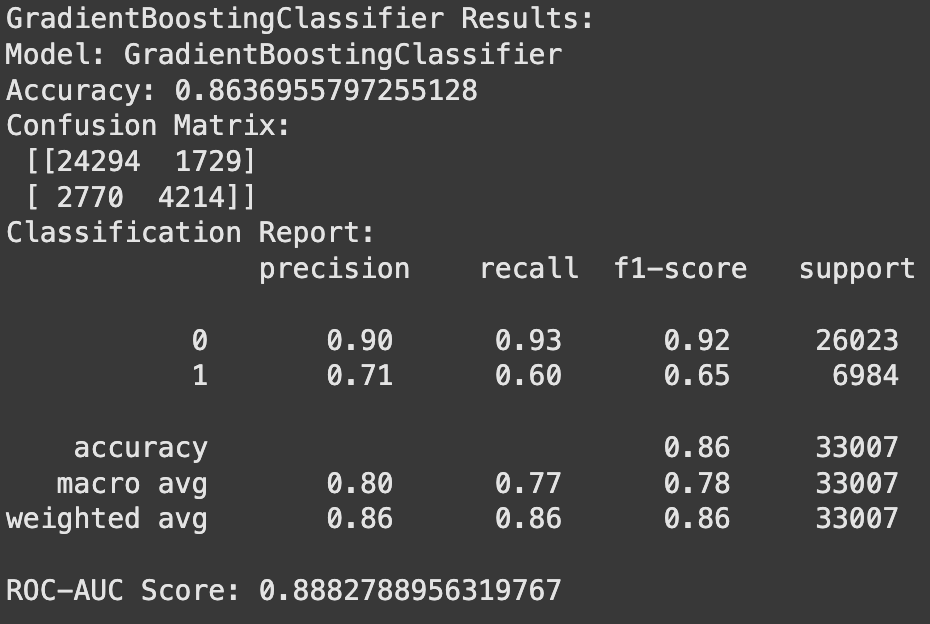 GradientBoostingClassifier Results:
Model: GradientBoostingClassifier
Accuracy: 0.8636955797255128
Confusion Matrix:
[[24294 1729]
[ 2770 4214]]
Classification Report:
precision recall f1-score support
0 0.90 0.93 0.92 26023
1 0.71 0.60 0.65 6984
accuracy 0.86 33007
macro avg 0.80 0.77 0.78 33007
weighted avg 0.86 0.86 0.86 33007
ROC-AUC Score: 0.8882788956319767